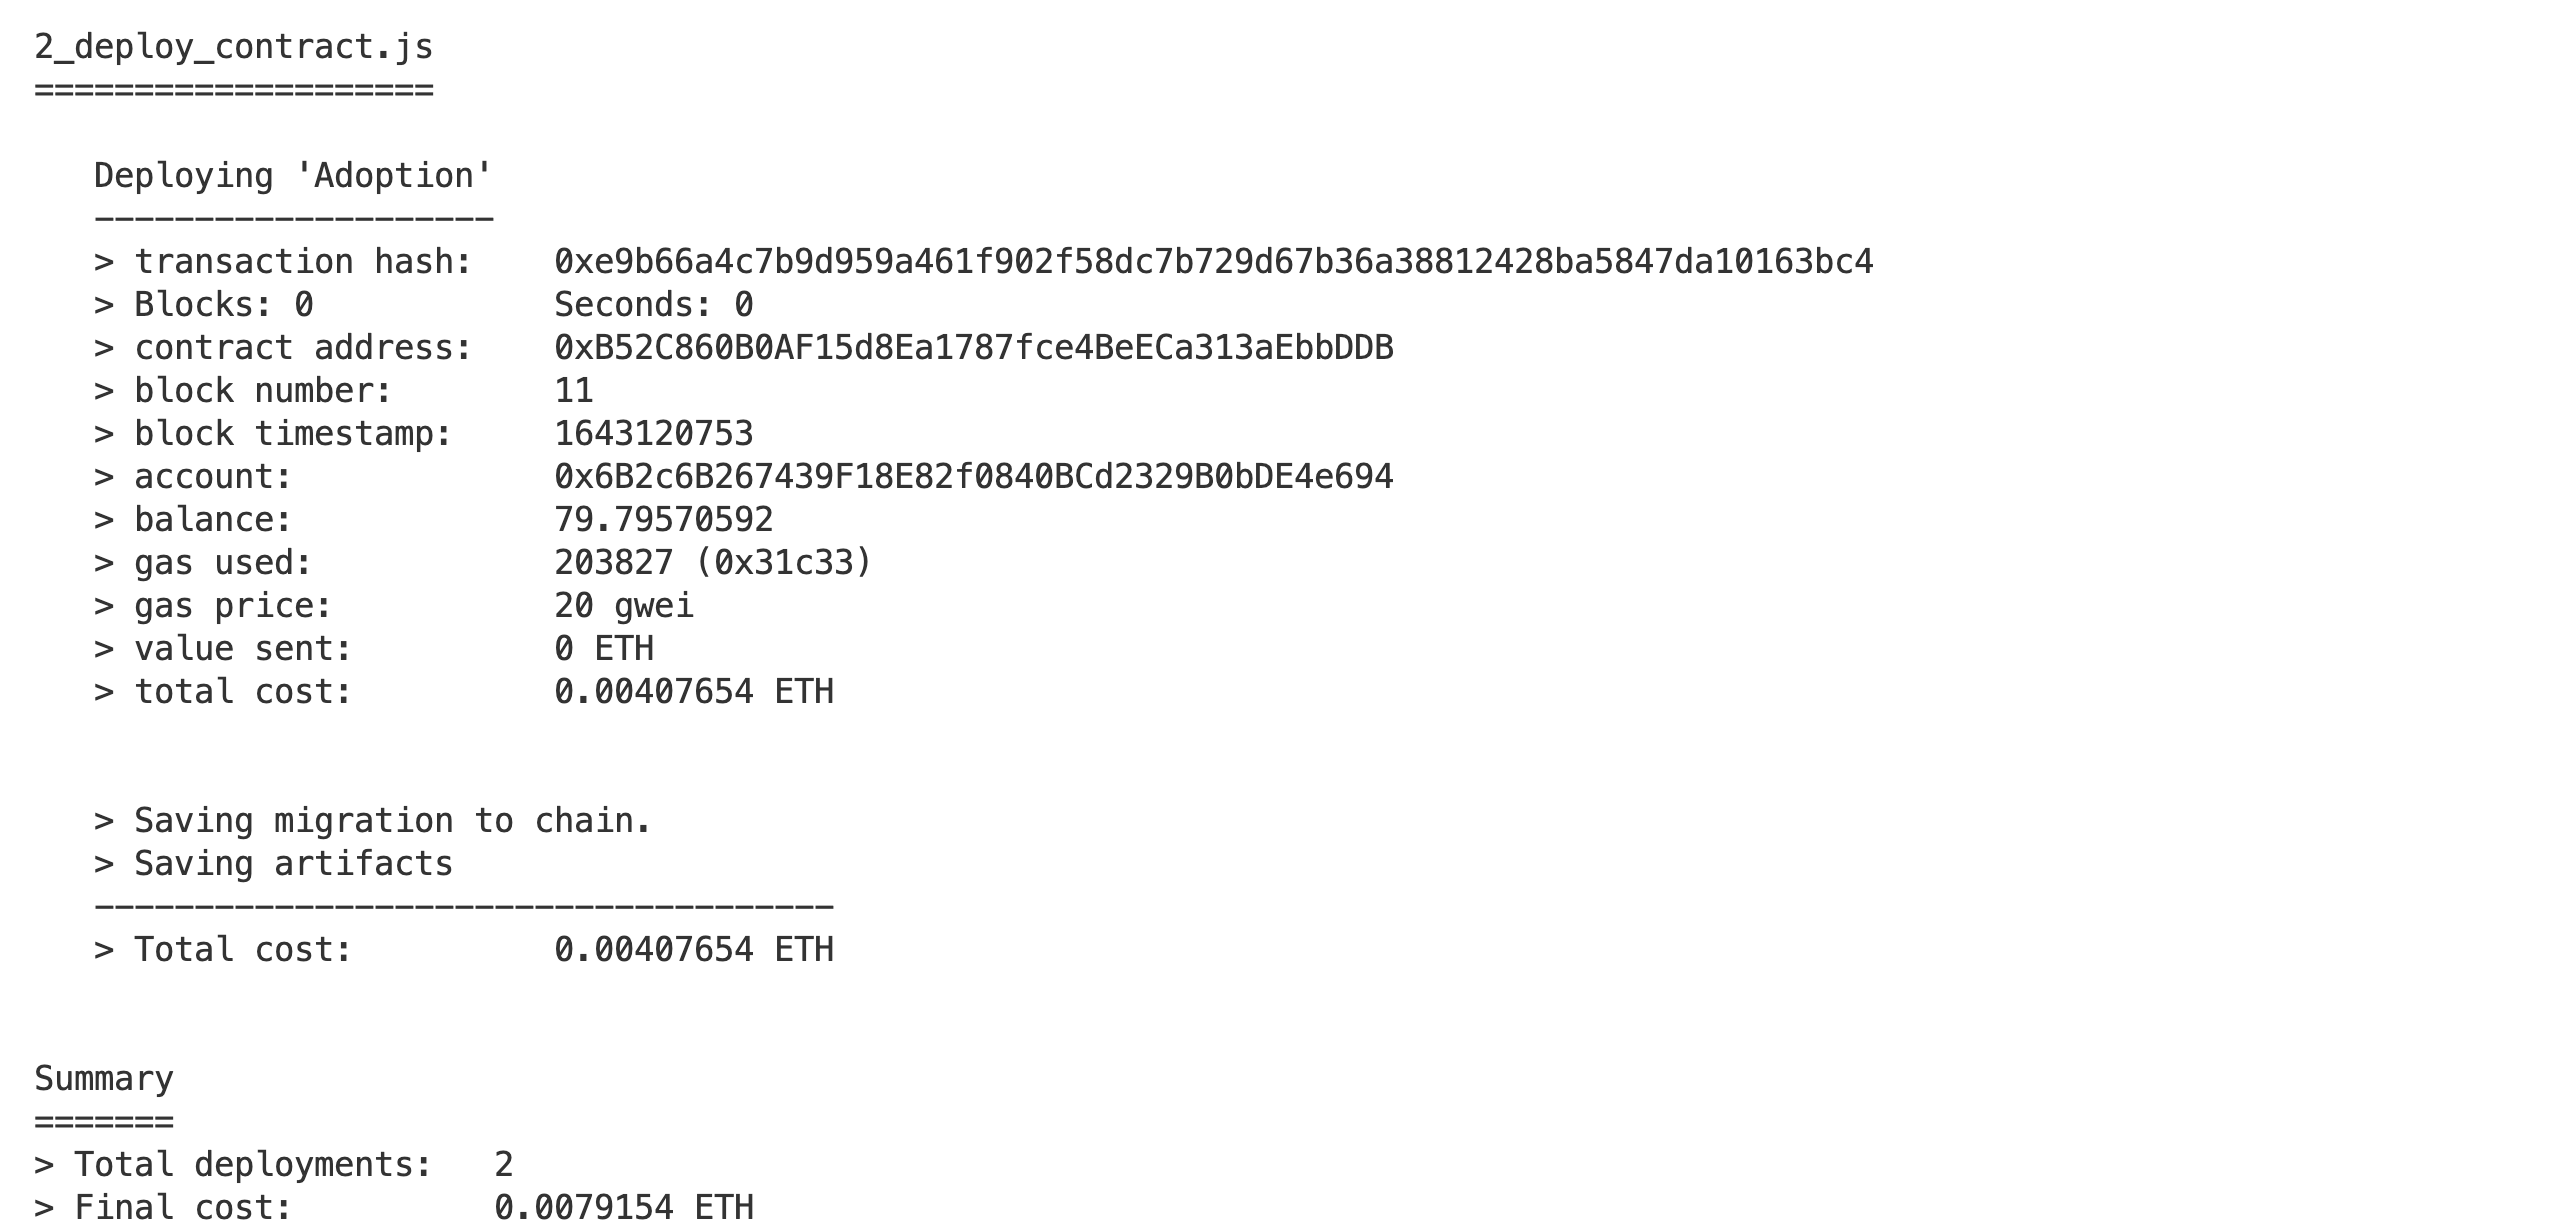 2_deploy_contract.js
====================
Deploying 'Adoption'
--------------------
> transaction hash:    0xe9b66a4c7b9d959a461f902f58dc7b729d67b36a38812428ba5847da10163bc4
> Blocks: 0            Seconds: 0
> contract address:    0xB52C860B0AF15d8Ea1787fce4BeECa313aEbbDDB
> block number:        11
> block timestamp:     1643120753
> account:             0x6B2c6B267439F18E82f0840BCd2329B0bDE4e694
> balance:             79.79570592
> gas used:            203827 (0x31c33)
> gas price:           20 gwei
> value sent:          0 ETH
> total cost:          0.00407654 ETH
> Saving migration to chain.
> Saving artifacts
-------------------------------------
> Total cost:          0.00407654 ETH
Summary
=======
> Total deployments:   2
> Final cost:          0.0079154 ETH